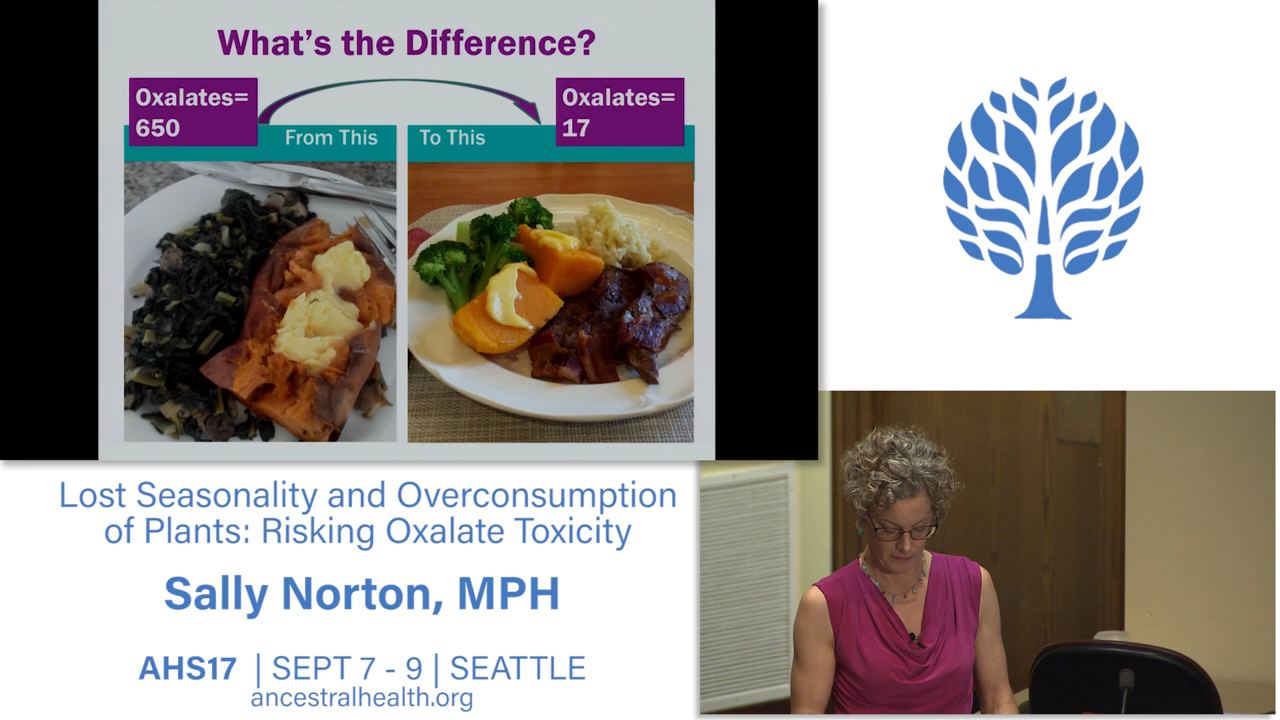 What's the Difference?
Oxalates=
650
From This
To This
Oxalates=
17
Lost Seasonality and Overconsumption
of Plants: Risking Oxalate Toxicity
Sally Norton, MPH
AHS17 | SEPT 7 - 9 | SEATTLE
ancestralhealth.org